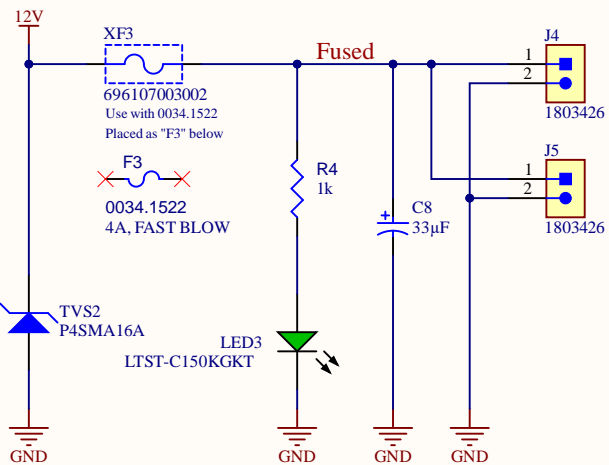 12V
XF3
Fused
J4
1
2
696107003002
Use with 0034.1522
Placed as "F3" below
1803426
F3
R4
1k
J5
1
2
0034.1522
4A, FAST BLOW
C8
33µF
1803426
TVS2
P4SMA16A
LED3
LTST-C150KGKT
GND
GND
GND
GND